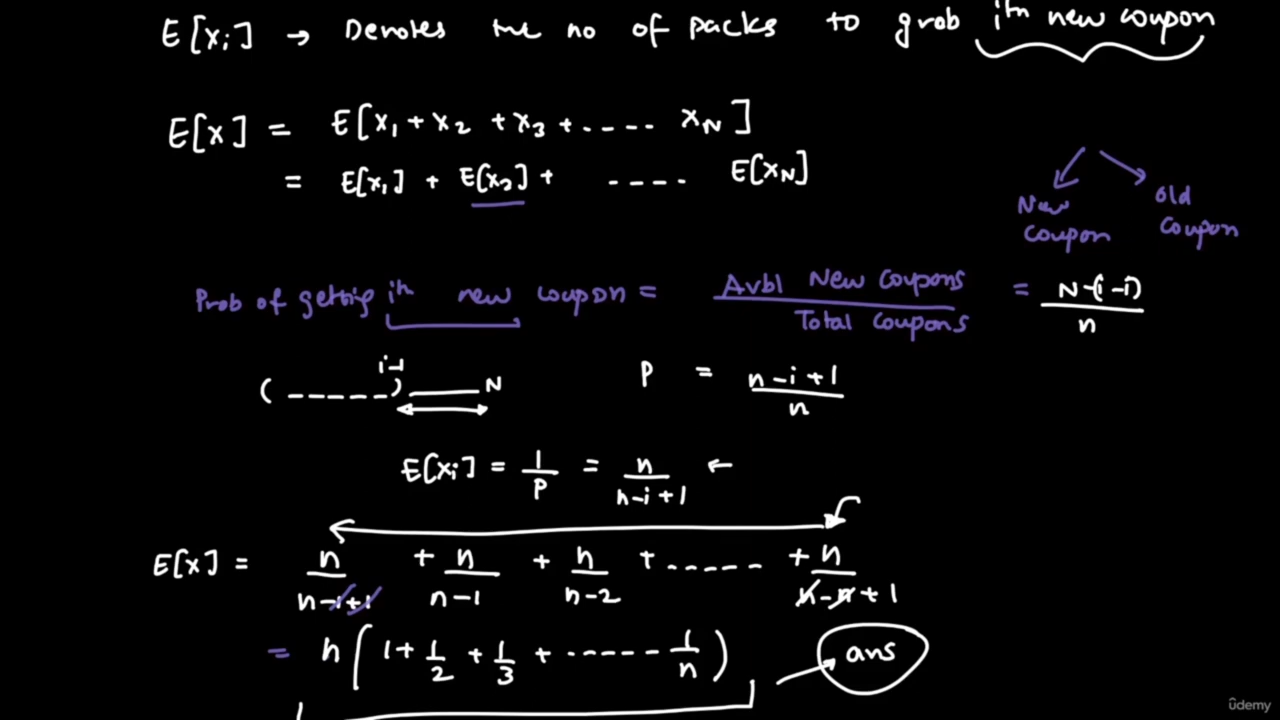 E[xi] → Denotes the no of packs to grab ith new coupon
E[x] = E[x₁ + x₂ + x₃ + ..... xN]
= E[x₁] + E[x₂] + ..... E[xN]
New Coupon
Old Coupon
Prob of getting ith new coupon = Avbl New Coupons / Total Coupons = N-(i-1) / n
(-----) i-1 N
P = n-i+1 / n
E[xi] = 1/P = n / n-i+1 ←
E[x] = n / n-1+1 + n / n-1 + n / n-2 + ...... + n / n-n+1
= n(1 + 1/2 + 1/3 + ...... 1/n) → ans
ûdemy